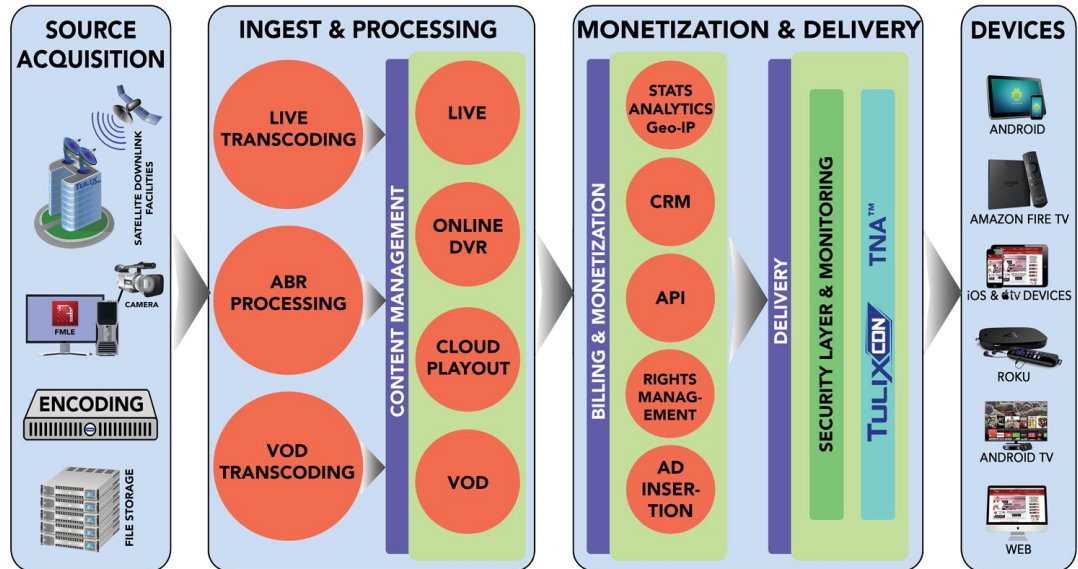 SOURCE
ACQUISITION
TULIX
SATELLITE DOWNLINK
FACILITIES
CAMERA
FMLE
ENCODING
FILE STORAGE
INGEST & PROCESSING
LIVE
TRANSCODING
ABR
PROCESSING
VOD
TRANSCODING
CONTENT MANAGEMENT
LIVE
ONLINE
DVR
CLOUD
PLAYOUT
VOD
MONETIZATION & DELIVERY
BILLING & MONETIZATION
STATS
ANALYTICS
Geo-IP
CRM
API
RIGHTS
MANAG-
EMENT
AD
INSER-
TION
DELIVERY
SECURITY LAYER & MONITORING
TULIX CDN TNA™
DEVICES
ANDROID
AMAZON FIRE TV
iOS & tv DEVICES
ROKU
ANDROID TV
WEB